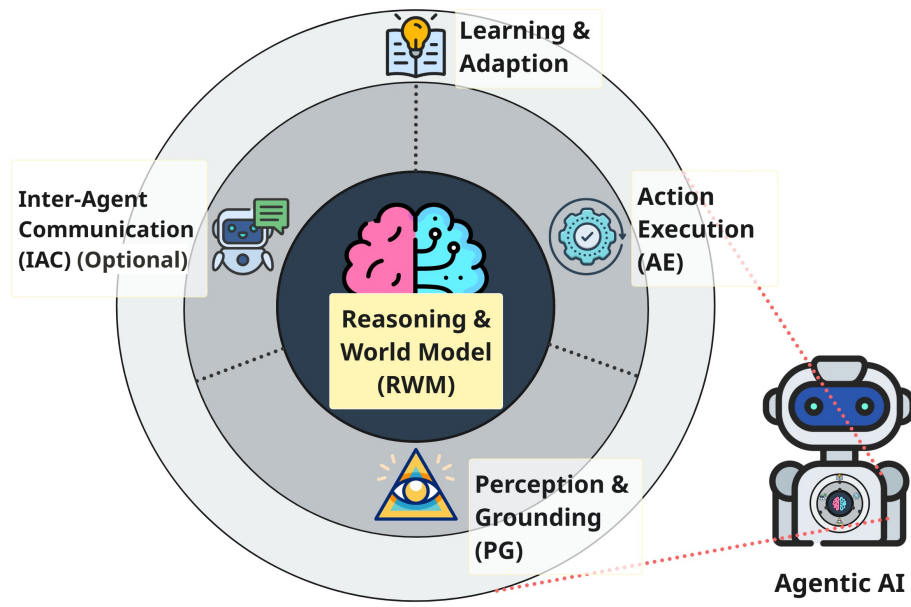 Learning &
Adaption
Inter-Agent
Communication
(IAC) (Optional)
Action
Execution
(AE)
Reasoning &
World Model
(RWM)
Perception &
Grounding
(PG)
Agentic AI